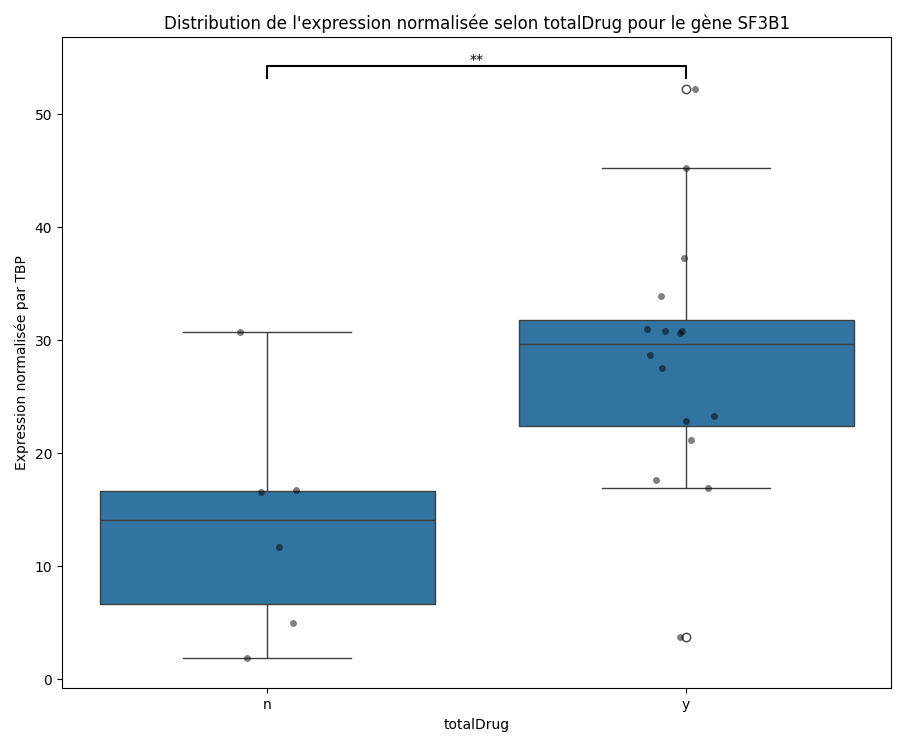 Distribution de l'expression normalisée selon totalDrug pour le gène SF3B1
**
Expression normalisée par TBP
50
40
30
20
10
0
n
y
totalDrug